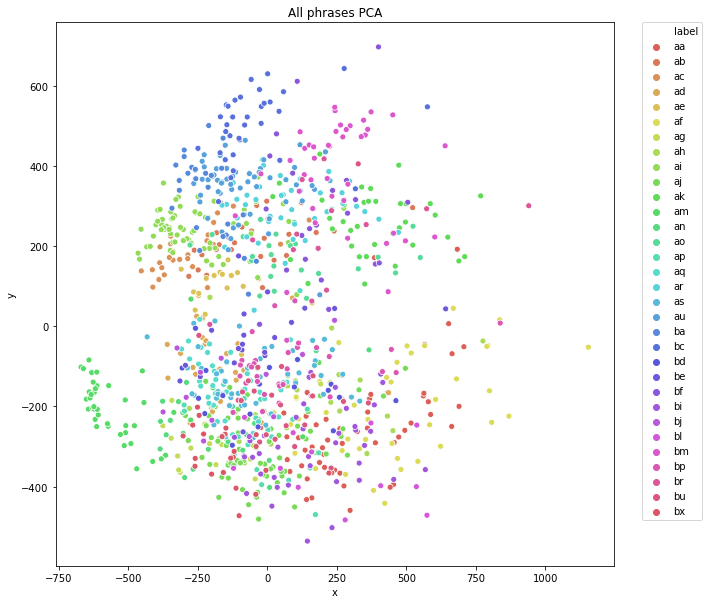 All phrases PCA
label
aa
ab
ac
ad
ae
af
ag
ah
ai
aj
ak
am
an
ao
ap
aq
ar
as
au
ba
bc
bd
be
bf
bi
bj
bl
bm
bp
br
bu
bx
600
400
200
0
−200
−400
y
−750
−500
−250
0
250
500
750
1000
x